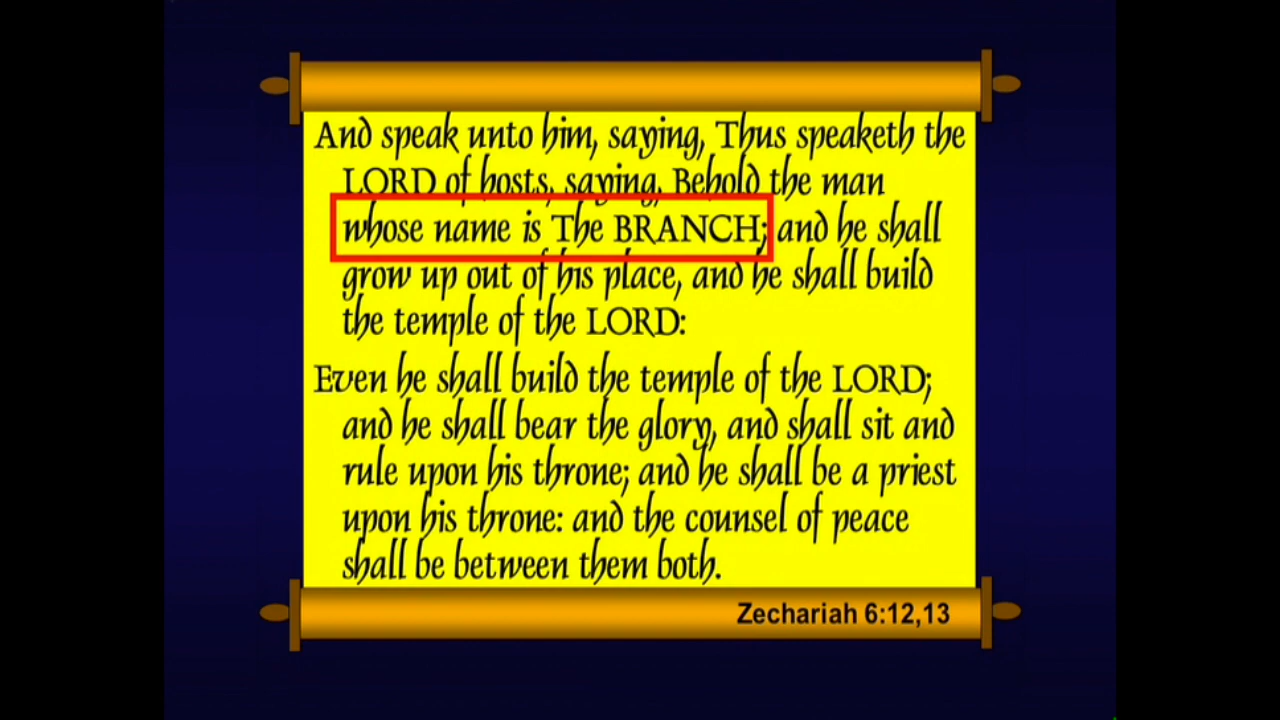 And speak unto him, saying, Thus speaketh the
LORD of hosts, saying, Behold the man
whose name is The BRANCH; and he shall
grow up out of his place, and he shall build
the temple of the LORD:
Even he shall build the temple of the LORD;
and he shall bear the glory, and shall sit and
rule upon his throne; and he shall be a priest
upon his throne: and the counsel of peace
shall be between them both.
Zechariah 6:12,13